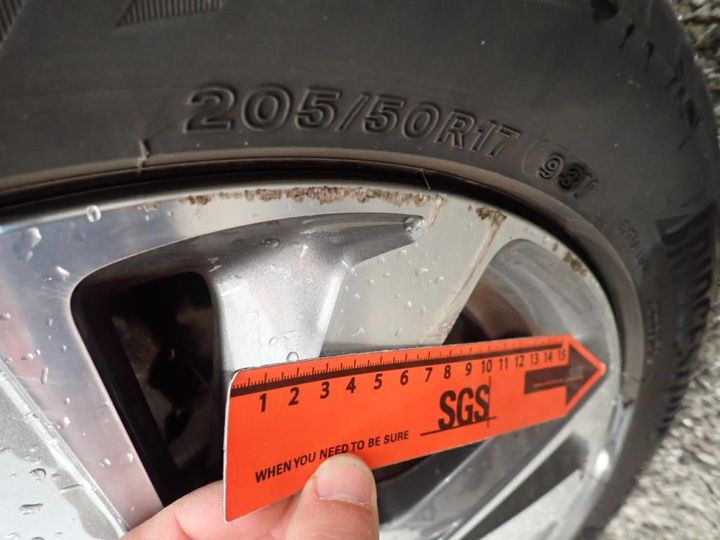 205/50R17 93
1 2 3 4 5 6 7 8 9 10 11 12 13 14 15
SGS
WHEN YOU NEED TO BE SURE